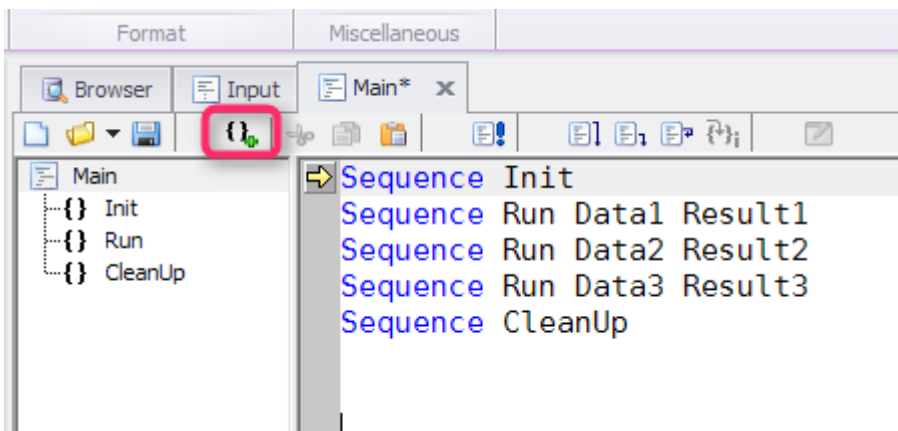 Format Miscellaneous
Browser Input Main*
Main
{} Init
{} Run
{} CleanUp
Sequence Init
Sequence Run Data1 Result1
Sequence Run Data2 Result2
Sequence Run Data3 Result3
Sequence CleanUp